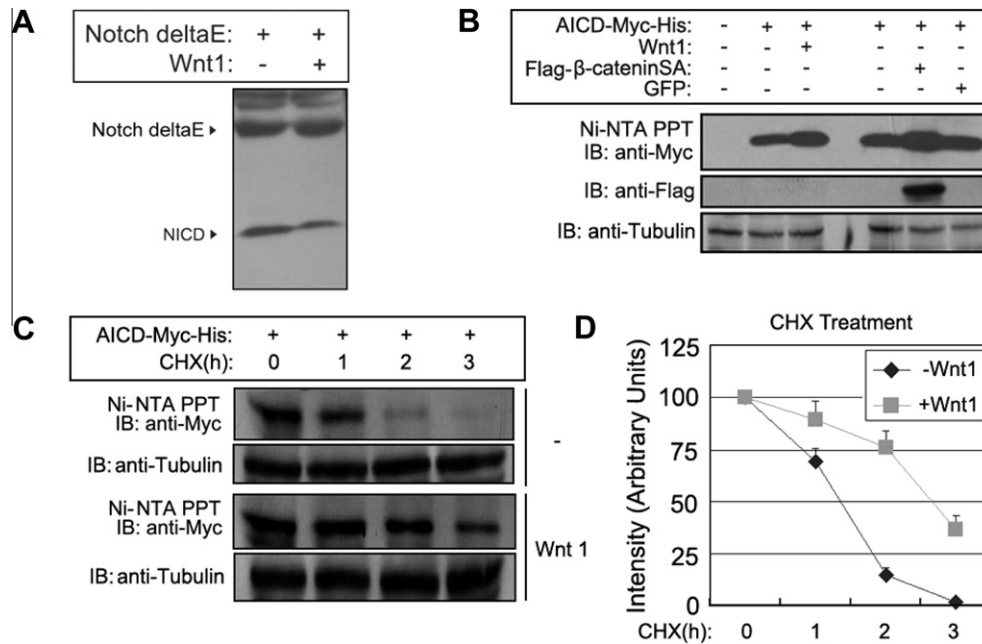 A
Notch deltaE: + +
Wnt1: - +
Notch deltaE ▸
NICD ▸
B
AICD-Myc-His: - + + + + +
Wnt1: - - + - - -
Flag-β-cateninSA: - - - - + -
GFP: - - - - - +
Ni-NTA PPT
IB: anti-Myc
IB: anti-Flag
IB: anti-Tubulin
C
AICD-Myc-His: + + + +
CHX(h): 0 1 2 3
Ni-NTA PPT
IB: anti-Myc
IB: anti-Tubulin
-
Ni-NTA PPT
IB: anti-Myc
IB: anti-Tubulin
Wnt 1
D
CHX Treatment
Intensity (Arbitrary Units)
125
100
75
50
25
0
-Wnt1
+Wnt1
CHX(h): 0 1 2 3